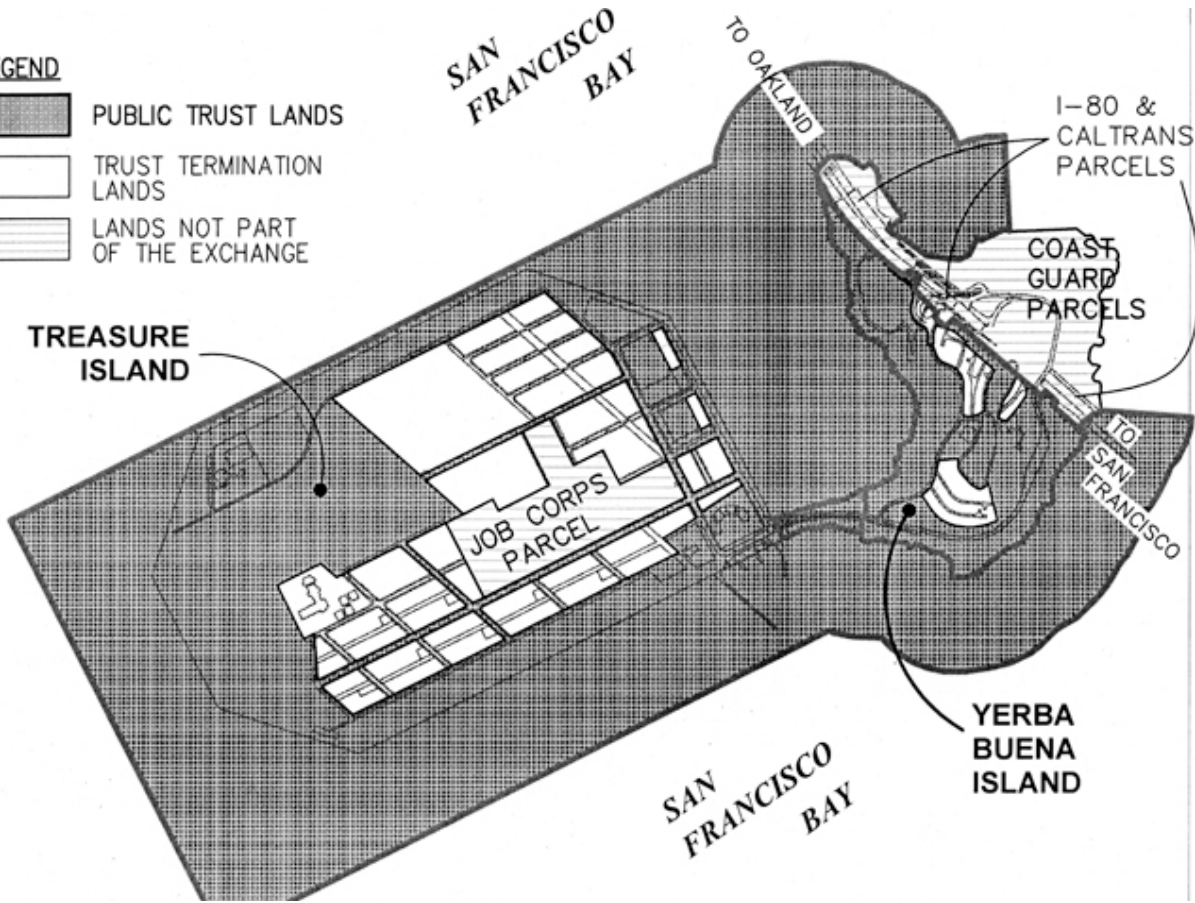 GEND
PUBLIC TRUST LANDS
TRUST TERMINATION
LANDS
LANDS NOT PART
OF THE EXCHANGE
SAN
FRANCISCO
BAY
TO OAKLAND
I-80 &
CALTRANS
PARCELS
COAST
GUARD
PARCELS
TREASURE
ISLAND
JOB CORPS
PARCEL
TO
SAN
FRANCISCO
YERBA
BUENA
ISLAND
SAN
FRANCISCO
BAY